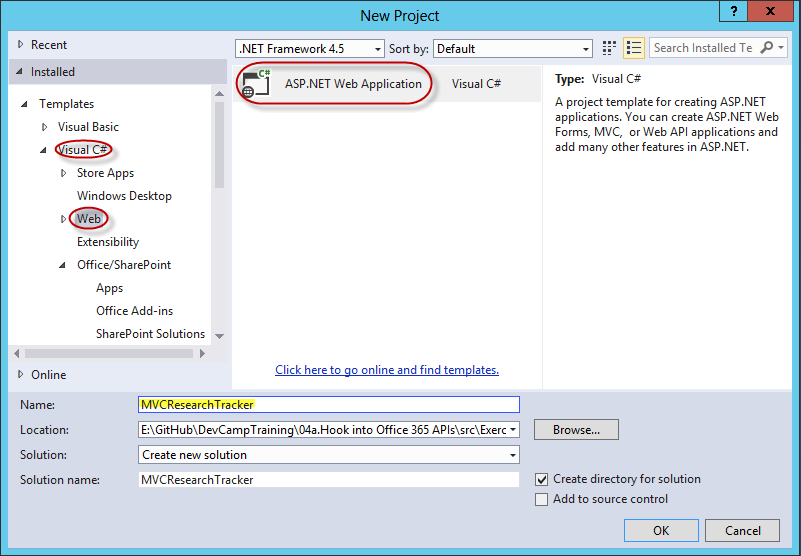 New Project
? X
Recent
.NET Framework 4.5 Sort by: Default Search Installed Te
Installed
Templates
Visual Basic
Visual C#
Store Apps
Windows Desktop
Web
Extensibility
Office/SharePoint
Apps
Office Add-ins
SharePoint Solutions
Online
C# ASP.NET Web Application Visual C#
Click here to go online and find templates.
Type: Visual C#
A project template for creating ASP.NET
applications. You can create ASP.NET Web
Forms, MVC, or Web API applications and
add many other features in ASP.NET.
Name: MVCResearchTracker
Location: E:\GitHub\DevCampTraining\04a.Hook into Office 365 APIs\src\Exerc Browse...
Solution: Create new solution
Solution name: MVCResearchTracker
Create directory for solution
Add to source control
OK Cancel